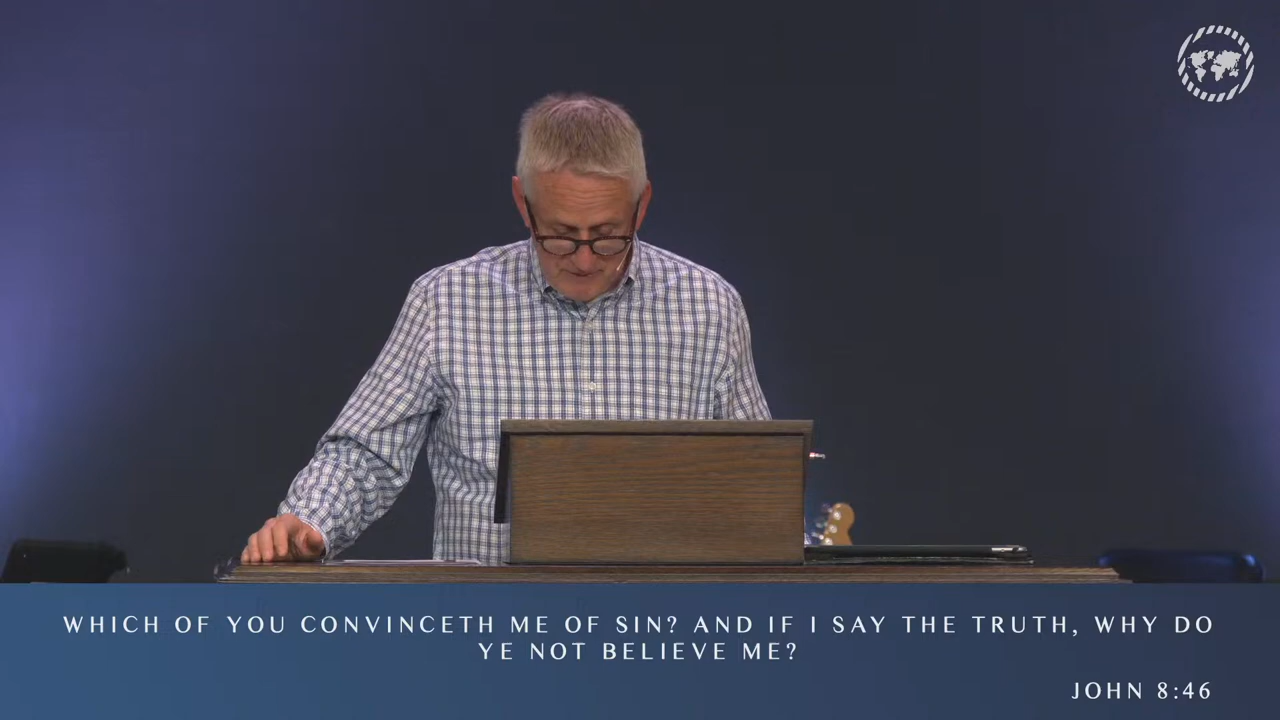 WHICH OF YOU CONVINCETH ME OF SIN? AND IF I SAY THE TRUTH, WHY DO
YE NOT BELIEVE ME?
JOHN 8:46